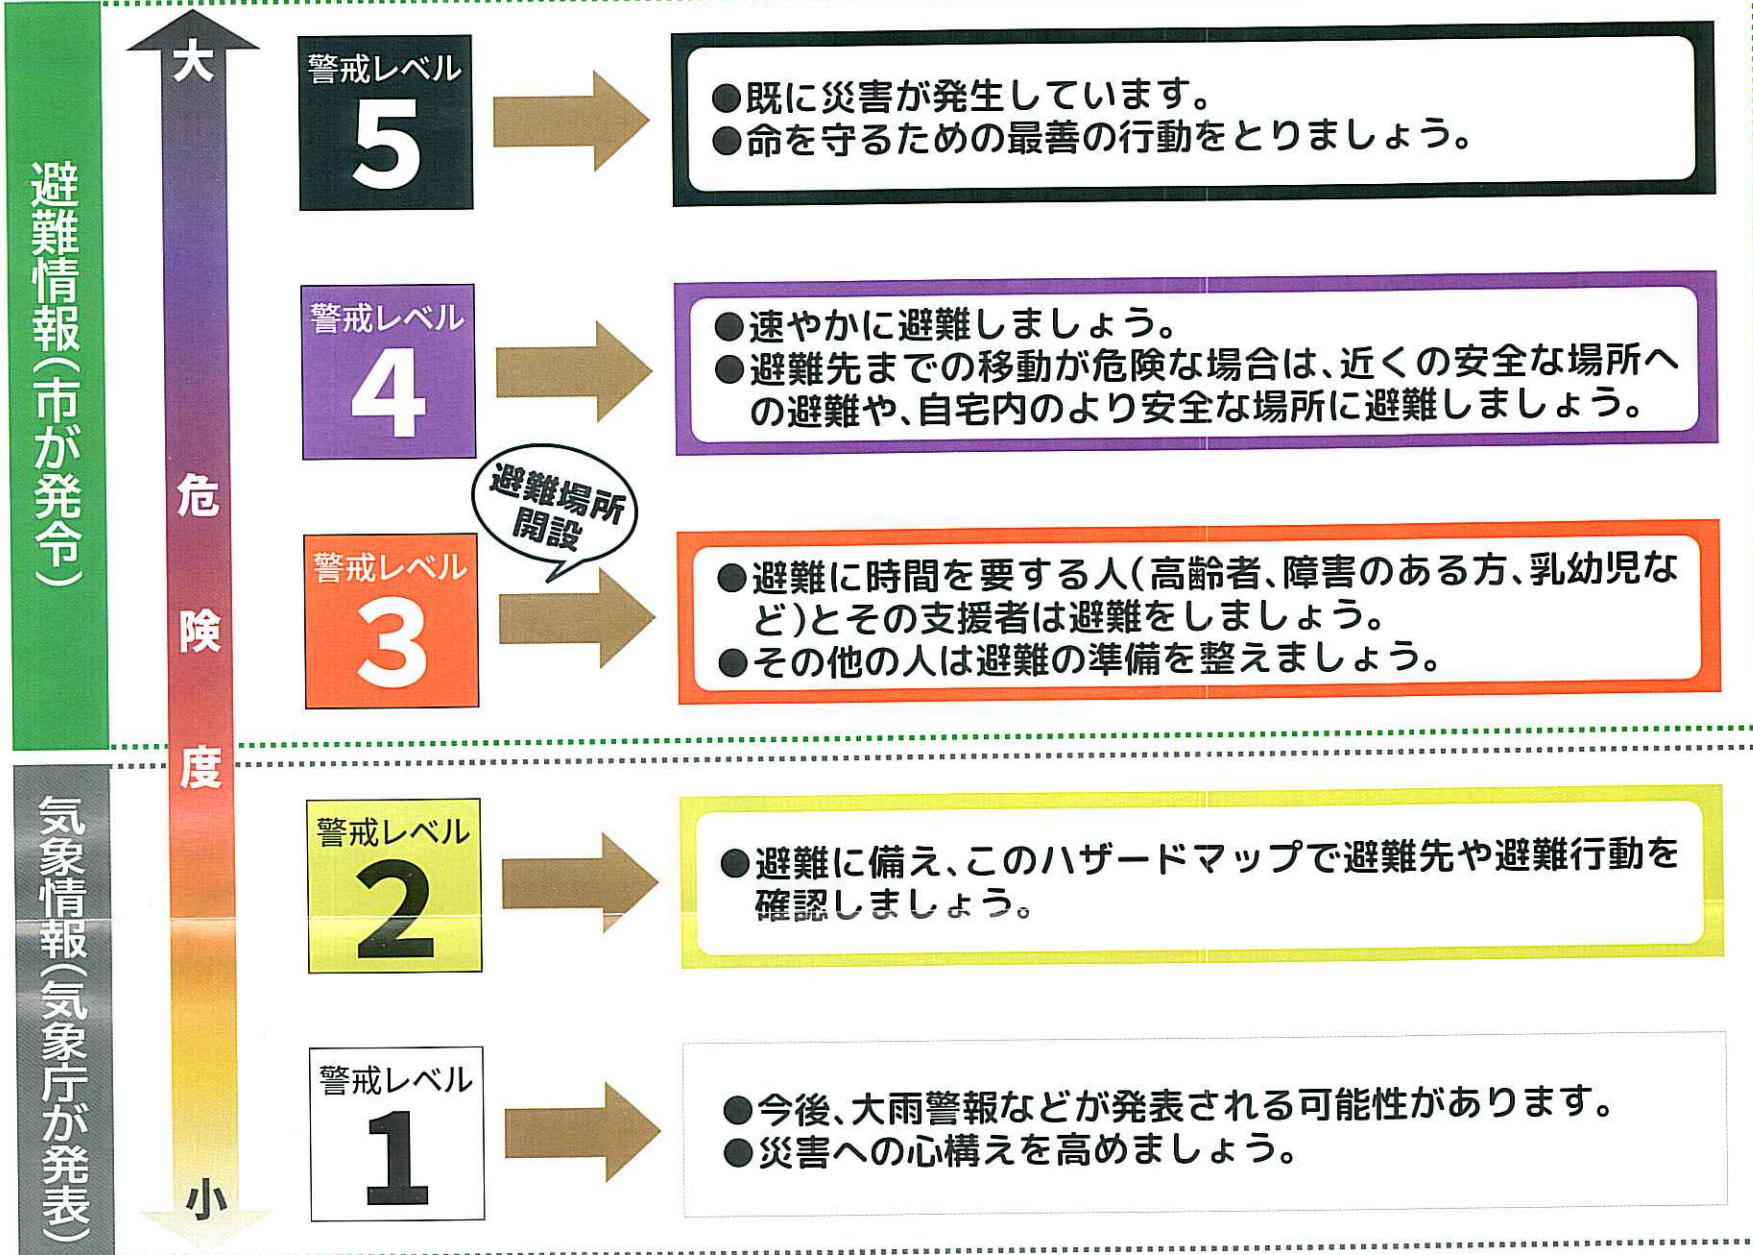 避難情報(市が発令)
大
危険度
小
警戒レベル
5
●既に災害が発生しています。
●命を守るための最善の行動をとりましょう。
警戒レベル
4
●速やかに避難しましょう。
●避難先までの移動が危険な場合は、近くの安全な場所へ
の避難や、自宅内のより安全な場所に避難しましょう。
避難場所
開設
警戒レベル
3
●避難に時間を要する人(高齢者、障害のある方、乳幼児な
ど)とその支援者は避難をしましょう。
●その他の人は避難の準備を整えましょう。
気象情報(気象庁が発表)
警戒レベル
2
●避難に備え、このハザードマップで避難先や避難行動を
確認しましょう。
警戒レベル
1
●今後、大雨警報などが発表される可能性があります。
●災害への心構えを高めましょう。